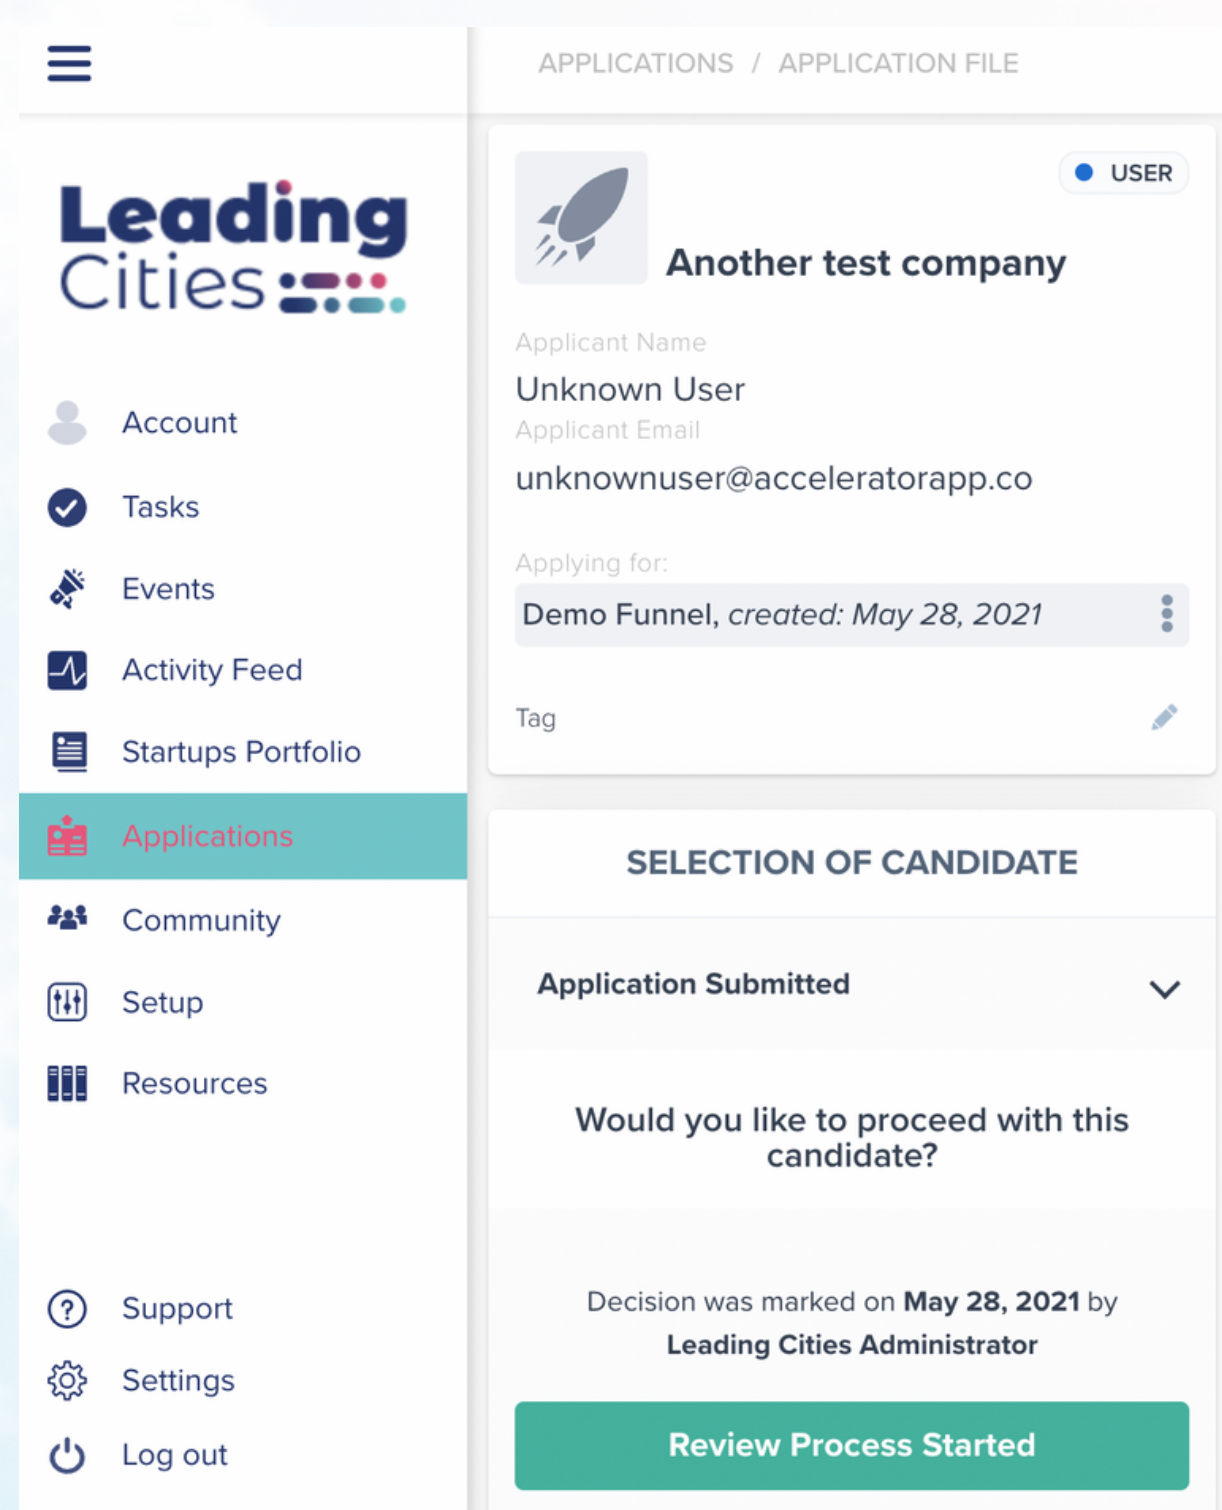 APPLICATIONS / APPLICATION FILE
Leading
Cities
Account
Tasks
Events
Activity Feed
Startups Portfolio
Applications
Community
Setup
Resources
Support
Settings
Log out
USER
Another test company
Applicant Name
Unknown User
Applicant Email
unknownuser@acceleratorapp.co
Applying for:
Demo Funnel, created: May 28, 2021
Tag
SELECTION OF CANDIDATE
Application Submitted
Would you like to proceed with this
candidate?
Decision was marked on May 28, 2021 by
Leading Cities Administrator
Review Process Started